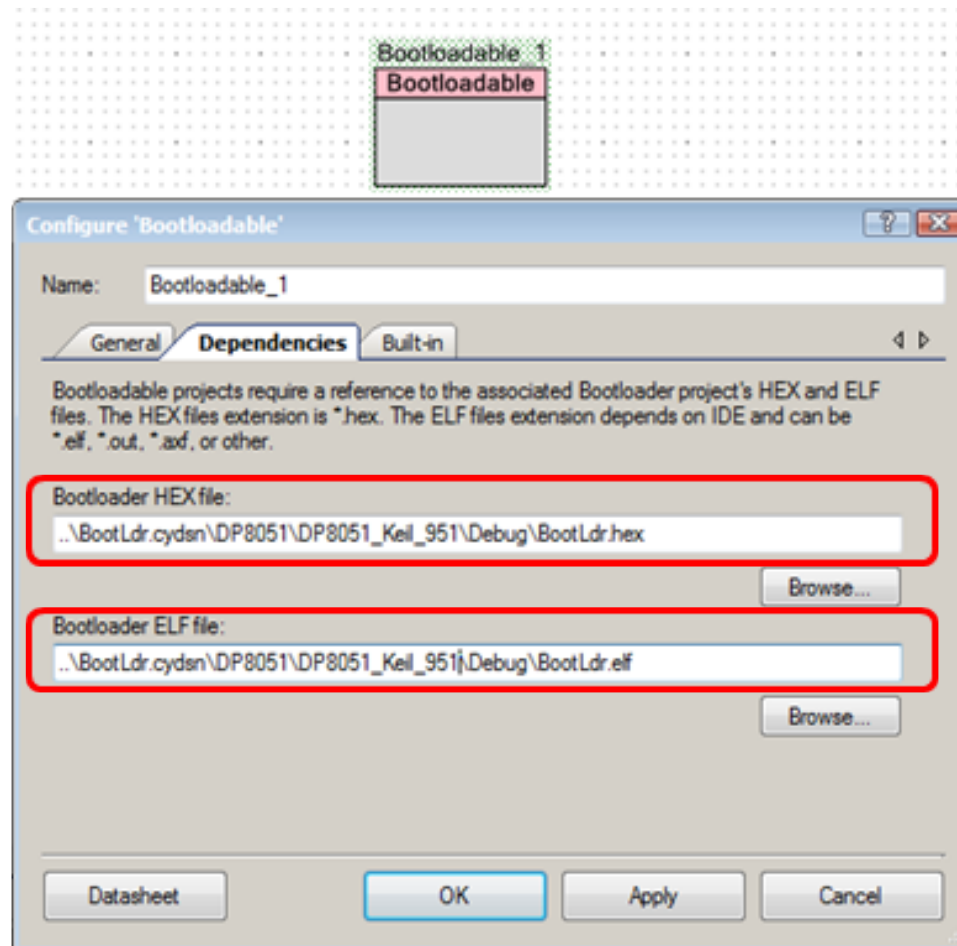 Bootloadable_1
Bootloadable
Configure 'Bootloadable'
Name: Bootloadable_1
General Dependencies Built-in
Bootloadable projects require a reference to the associated Bootloader project's HEX and ELF
files. The HEX files extension is *.hex. The ELF files extension depends on IDE and can be
*.elf, *.out, *.axf, or other.
Bootloader HEX file:
..\BootLdr.cydsn\DP8051\DP8051_Keil_951\Debug\BootLdr.hex
Browse...
Bootloader ELF file:
..\BootLdr.cydsn\DP8051\DP8051_Keil_951\Debug\BootLdr.elf
Browse...
Datasheet OK Apply Cancel